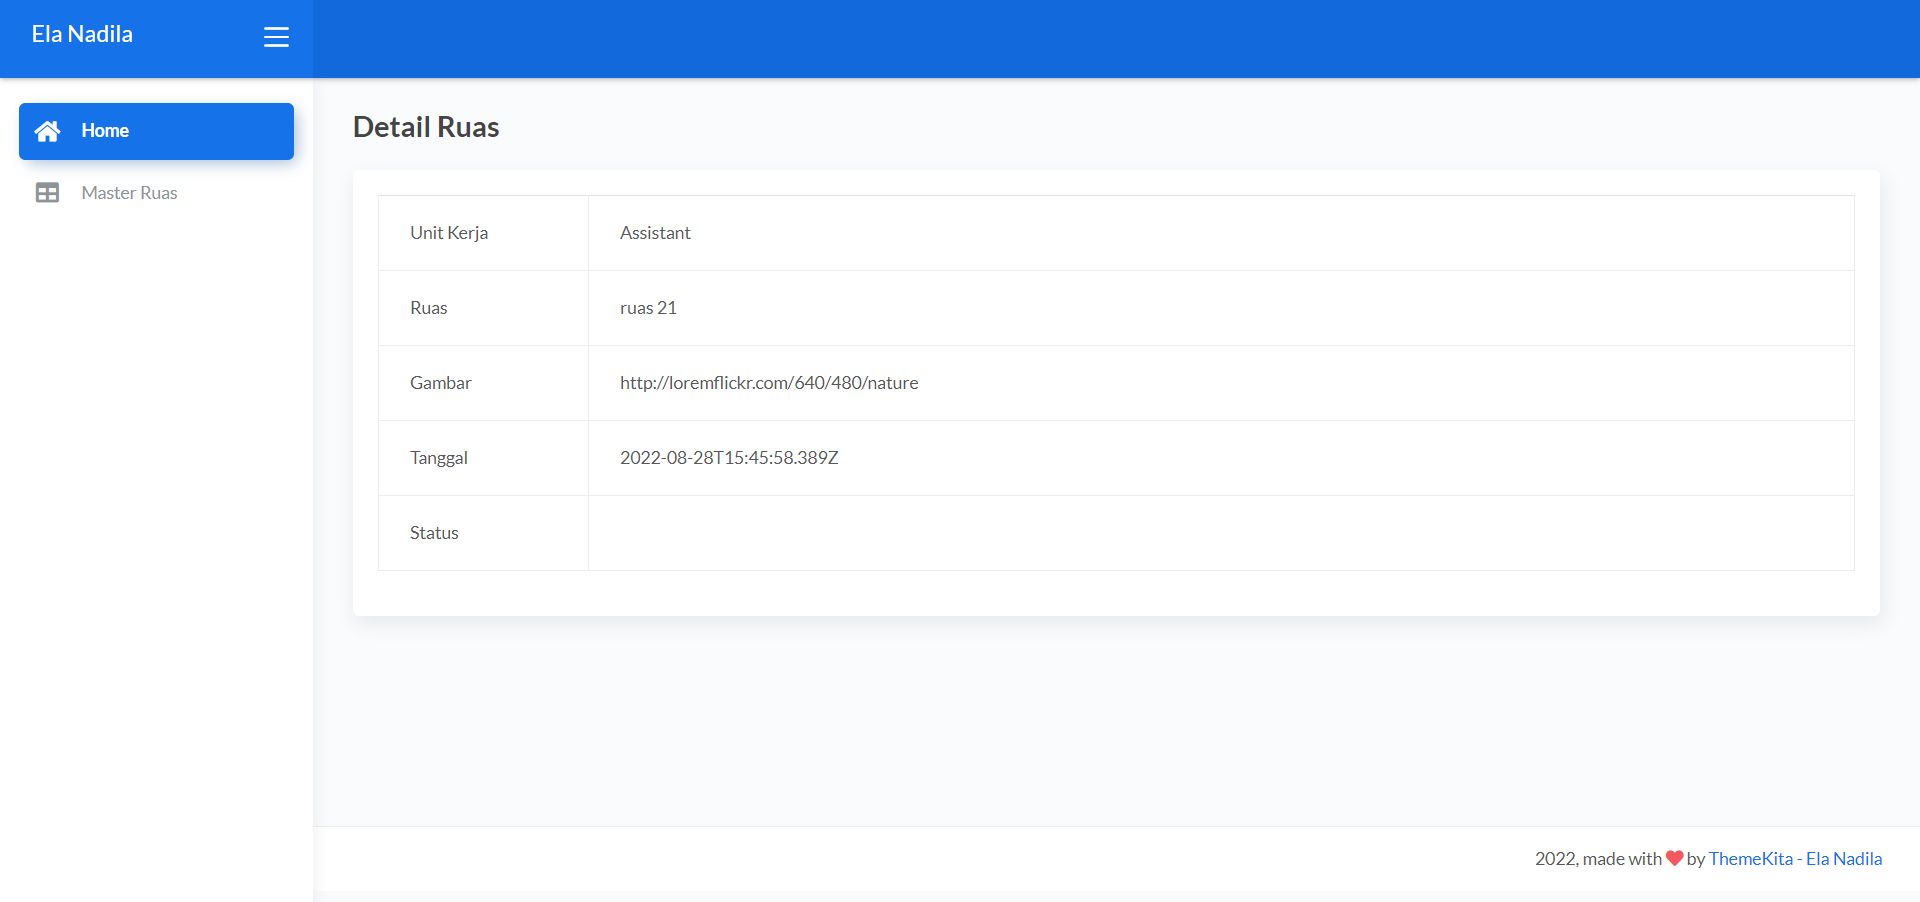 Ela Nadila
Home
Master Ruas
Detail Ruas
Unit Kerja Assistant
Ruas ruas 21
Gambar http://loremflickr.com/640/480/nature
Tanggal 2022-08-28T15:45:58.389Z
Status
2022, made with ❤ by ThemeKita - Ela Nadila